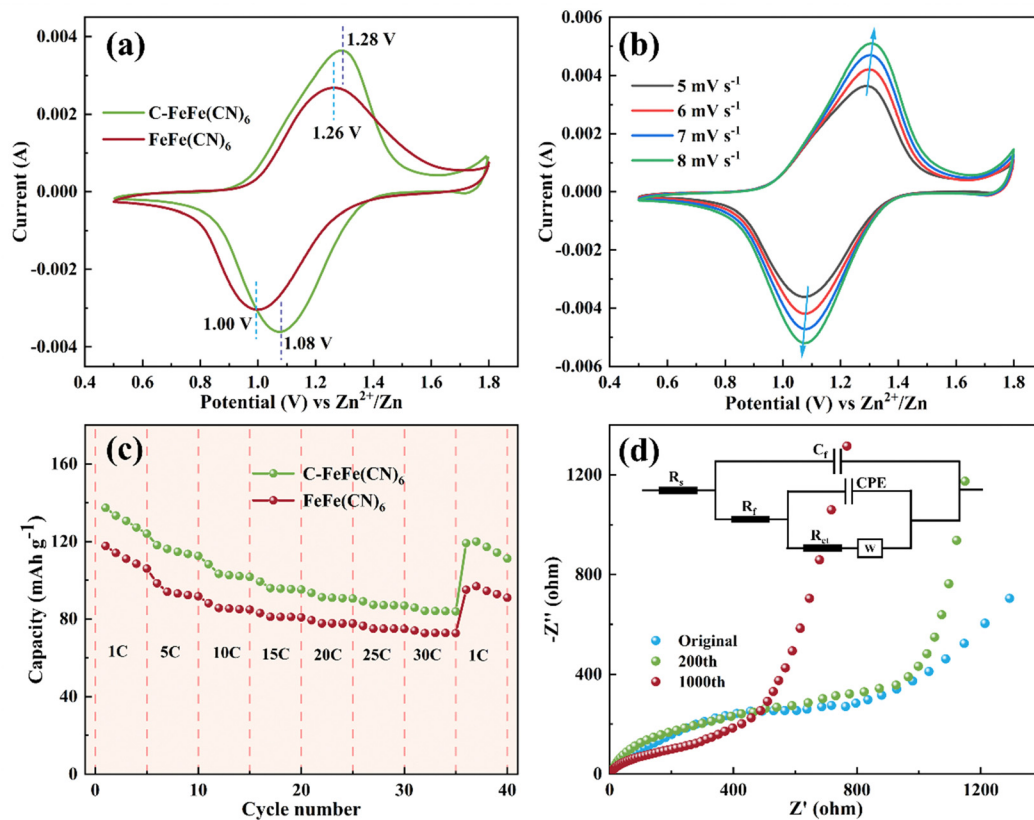 (a)
1.28 V
C-FeFe(CN)₆
FeFe(CN)₆
1.26 V
1.00 V
1.08 V
0.004
0.002
0.000
-0.002
-0.004
Current (A)
0.4 0.6 0.8 1.0 1.2 1.4 1.6 1.8
Potential (V) vs Zn²⁺/Zn
(b)
5 mV s⁻¹
6 mV s⁻¹
7 mV s⁻¹
8 mV s⁻¹
0.006
0.004
0.002
0.000
-0.002
-0.004
-0.006
Current (A)
0.4 0.6 0.8 1.0 1.2 1.4 1.6 1.8
Potential (V) vs Zn²⁺/Zn
(c)
C-FeFe(CN)₆
FeFe(CN)₆
1C 5C 10C 15C 20C 25C 30C 1C
160
120
80
40
0
Capacity (mAh g⁻¹)
0 10 20 30 40
Cycle number
(d)
C_f
R_s
CPE
R_f
R_ct
W
Original
200th
1000th
1200
800
400
0
-Z'' (ohm)
0 400 800 1200
Z' (ohm)